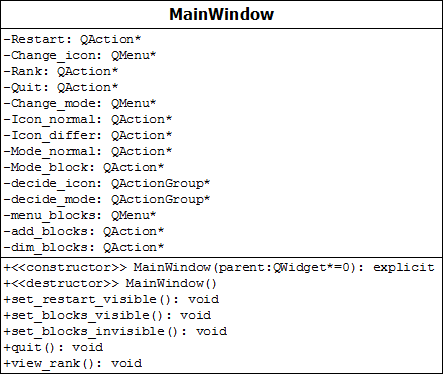 MainWindow
-Restart: QAction*
-Change_icon: QMenu*
-Rank: QAction*
-Quit: QAction*
-Change_mode: QMenu*
-Icon_normal: QAction*
-Icon_differ: QAction*
-Mode_normal: QAction*
-Mode_block: QAction*
-decide_icon: QActionGroup*
-decide_mode: QActionGroup*
-menu_blocks: QMenu*
-add_blocks: QAction*
-dim_blocks: QAction*
+<<constructor>> MainWindow(parent:QWidget*=0): explicit
+<<destructor>> MainWindow()
+set_restart_visible(): void
+set_blocks_visible(): void
+set_blocks_invisible(): void
+quit(): void
+view_rank(): void